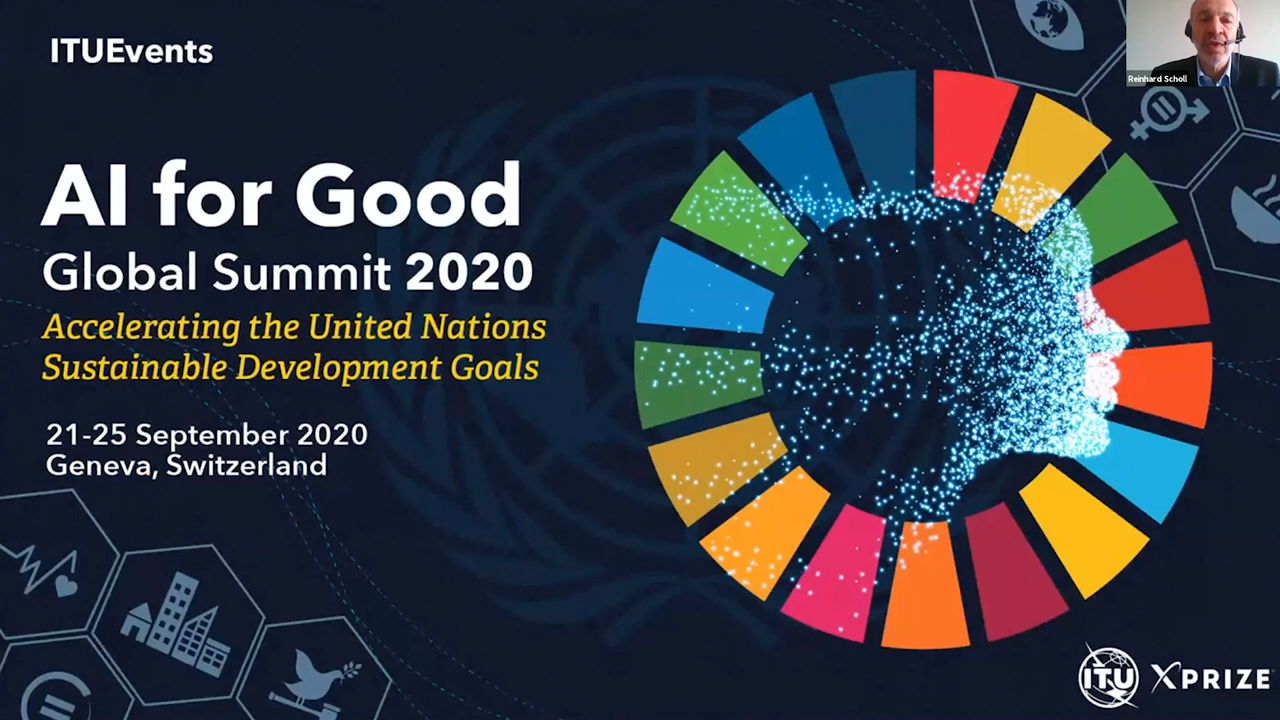 ITUEvents
Reinhard Scholl
AI for Good
Global Summit 2020
Accelerating the United Nations
Sustainable Development Goals
21-25 September 2020
Geneva, Switzerland
ITU XPRIZE